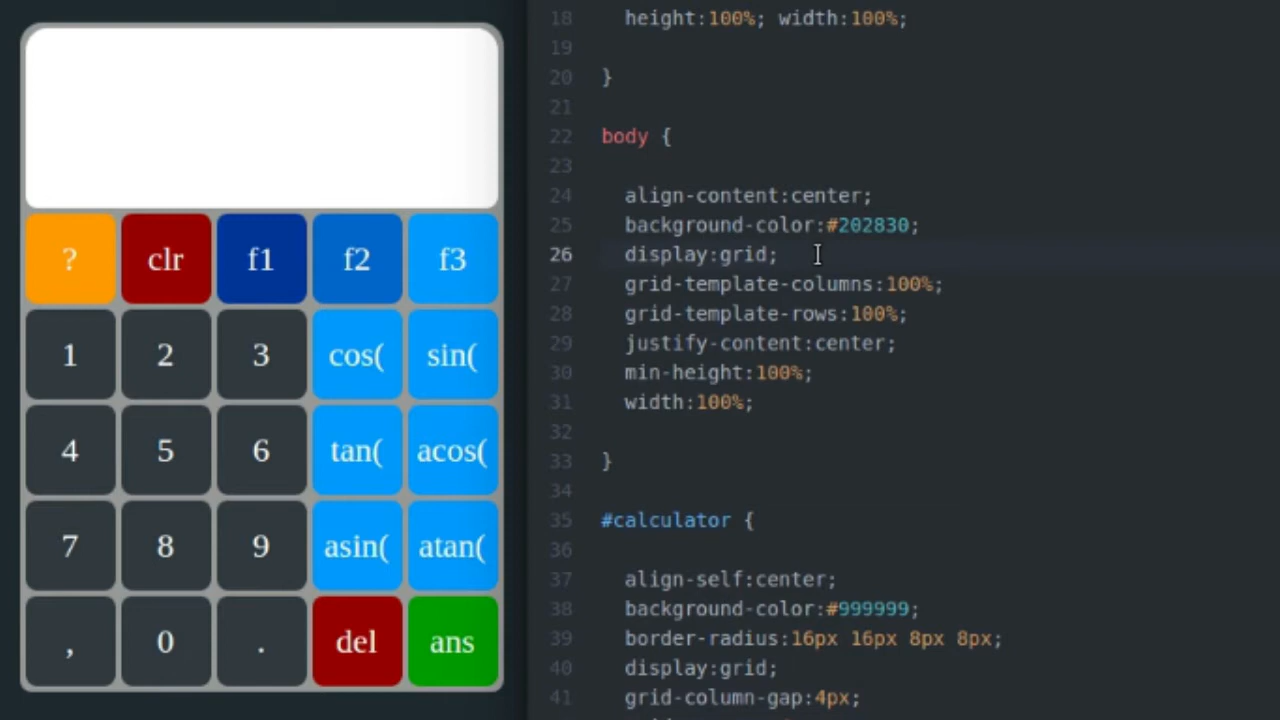 ? clr f1 f2 f3
1 2 3 cos( sin(
4 5 6 tan( acos(
7 8 9 asin( atan(
, 0 . del ans
18 height:100%; width:100%;
19
20 }
21
22 body {
23
24 align-content:center;
25 background-color:#202830;
26 display:grid;
27 grid-template-columns:100%;
28 grid-template-rows:100%;
29 justify-content:center;
30 min-height:100%;
31 width:100%;
32
33 }
34
35 #calculator {
36
37 align-self:center;
38 background-color:#999999;
39 border-radius:16px 16px 8px 8px;
40 display:grid;
41 grid-column-gap:4px;